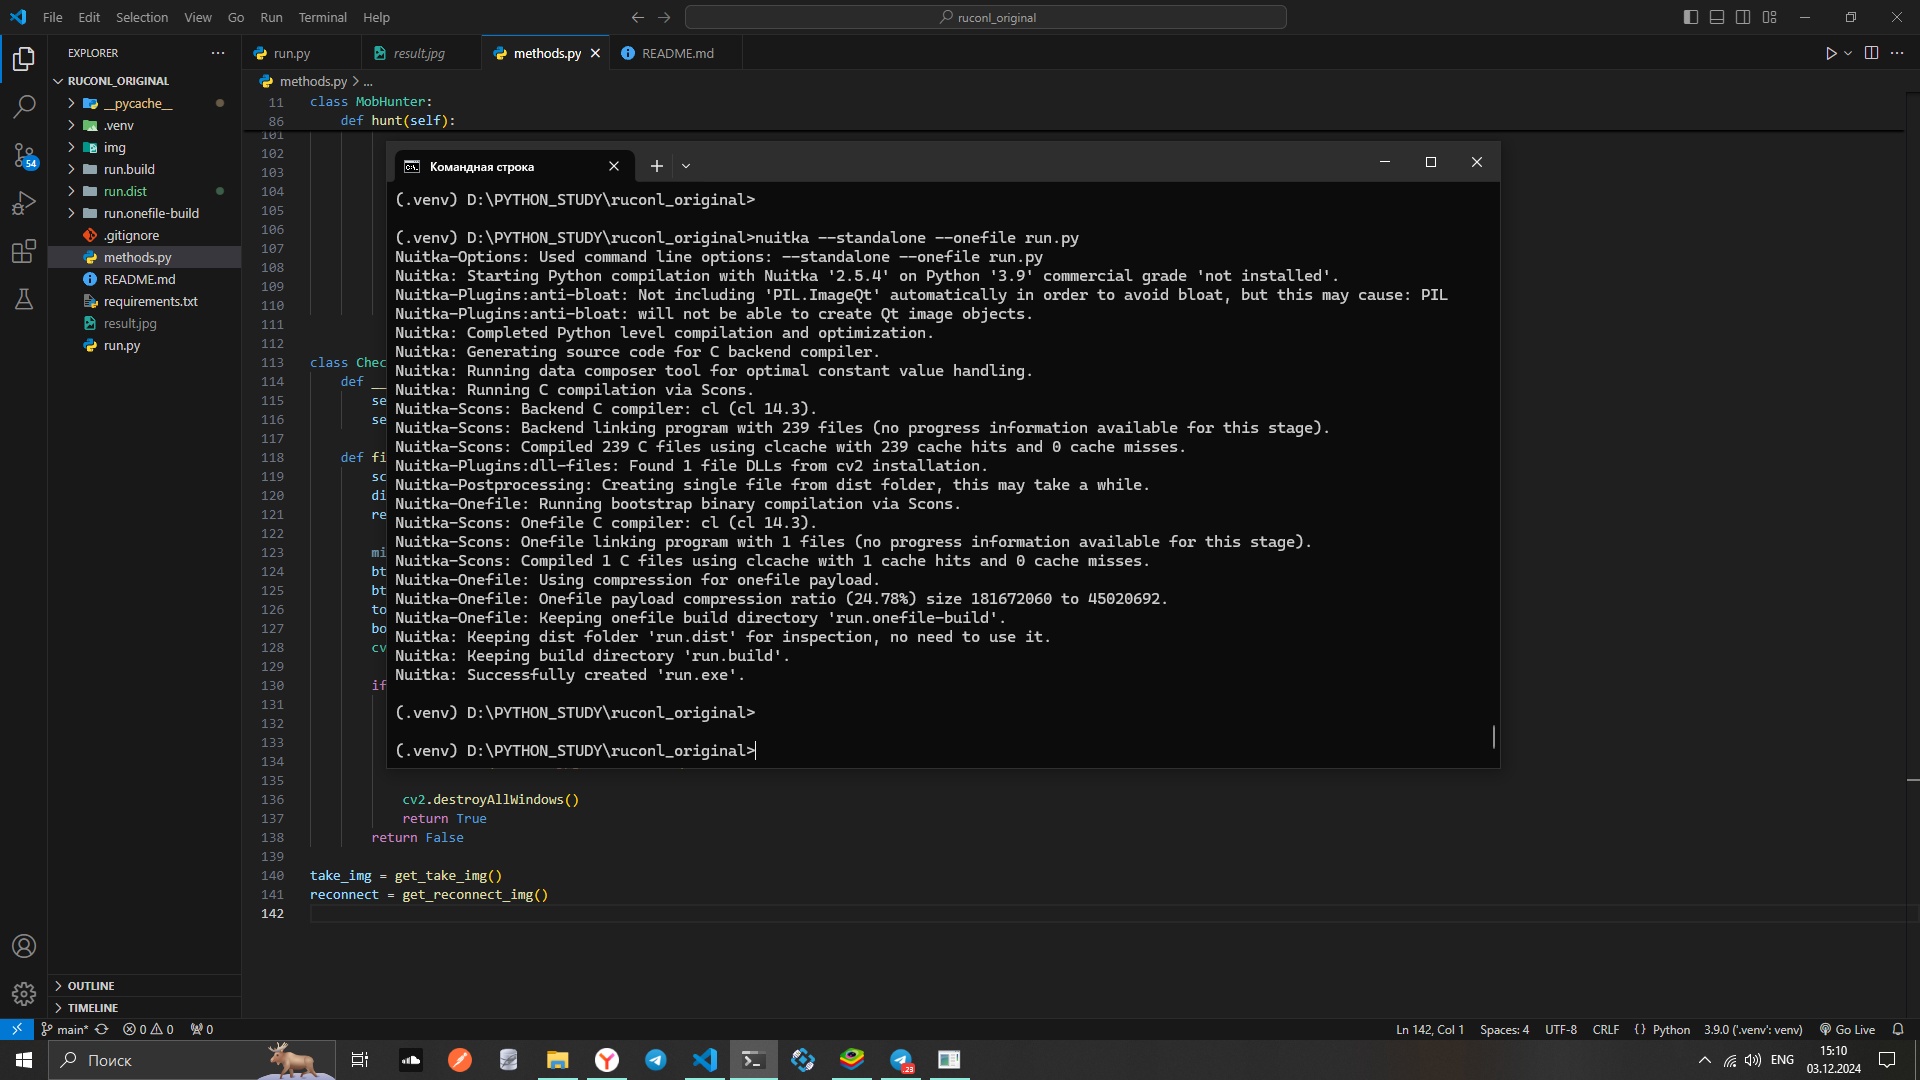 File Edit Selection View Go Run Terminal Help
ruconl_original
EXPLORER
run.py
result.jpg
methods.py
README.md
RUCONL_ORIGINAL
__pycache__
.venv
img
run.build
run.dist
run.onefile-build
.gitignore
methods.py
README.md
requirements.txt
result.jpg
run.py
OUTLINE
TIMELINE
54
methods.py > ...
11 class MobHunter:
86 def hunt(self):
101
102
103
104
105
106
107
108
109
110
111
112
113 class Chec
114 def __
115 se
116 se
117
118 def fi
119 sc
120 di
121 re
122
123 mi
124 bt
125 bt
126 to
127 bo
128 cv
129
130 if
131
132
133
134
135
136 cv2.destroyAllWindows()
137 return True
138 return False
139
140 take_img = get_take_img()
141 reconnect = get_reconnect_img()
142
Командная строка
(.venv) D:\PYTHON_STUDY\ruconl_original>
(.venv) D:\PYTHON_STUDY\ruconl_original>nuitka --standalone --onefile run.py
Nuitka-Options: Used command line options: --standalone --onefile run.py
Nuitka: Starting Python compilation with Nuitka '2.5.4' on Python '3.9' commercial grade 'not installed'.
Nuitka-Plugins:anti-bloat: Not including 'PIL.ImageQt' automatically in order to avoid bloat, but this may cause: PIL
Nuitka-Plugins:anti-bloat: will not be able to create Qt image objects.
Nuitka: Completed Python level compilation and optimization.
Nuitka: Generating source code for C backend compiler.
Nuitka: Running data composer tool for optimal constant value handling.
Nuitka: Running C compilation via Scons.
Nuitka-Scons: Backend C compiler: cl (cl 14.3).
Nuitka-Scons: Backend linking program with 239 files (no progress information available for this stage).
Nuitka-Scons: Compiled 239 C files using clcache with 239 cache hits and 0 cache misses.
Nuitka-Plugins:dll-files: Found 1 file DLLs from cv2 installation.
Nuitka-Postprocessing: Creating single file from dist folder, this may take a while.
Nuitka-Onefile: Running bootstrap binary compilation via Scons.
Nuitka-Scons: Onefile C compiler: cl (cl 14.3).
Nuitka-Scons: Onefile linking program with 1 files (no progress information available for this stage).
Nuitka-Scons: Compiled 1 C files using clcache with 1 cache hits and 0 cache misses.
Nuitka-Onefile: Using compression for onefile payload.
Nuitka-Onefile: Onefile payload compression ratio (24.78%) size 181672060 to 45020692.
Nuitka-Onefile: Keeping onefile build directory 'run.onefile-build'.
Nuitka: Keeping dist folder 'run.dist' for inspection, no need to use it.
Nuitka: Keeping build directory 'run.build'.
Nuitka: Successfully created 'run.exe'.
(.venv) D:\PYTHON_STUDY\ruconl_original>
(.venv) D:\PYTHON_STUDY\ruconl_original>
main* 0 0 0
Ln 142, Col 1 Spaces: 4 UTF-8 CRLF {} Python 3.9.0 ('.venv': venv) Go Live
Поиск
23
ENG
15:10
03.12.2024